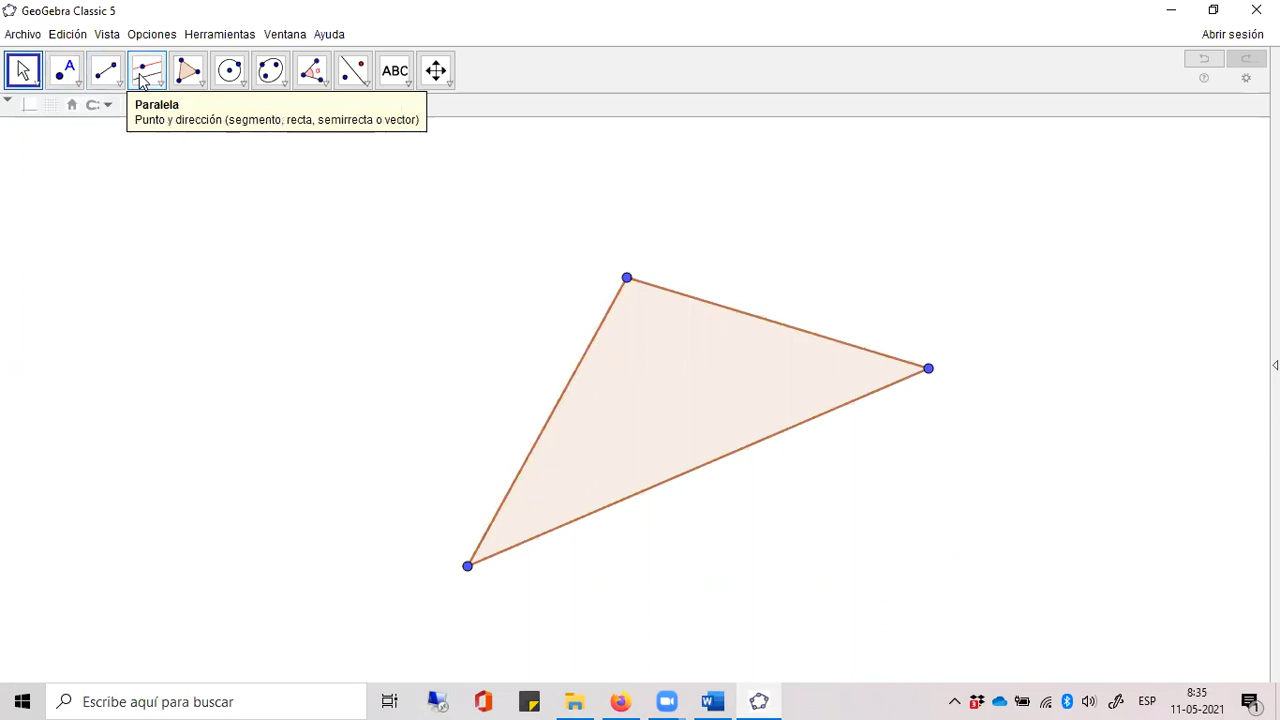 GeoGebra Classic 5
Archivo Edición Vista Opciones Herramientas Ventana Ayuda
Abrir sesión
A
α
ABC
Paralela
Punto y dirección (segmento, recta, semirrecta o vector)
Escribe aquí para buscar
ESP
8:35
11-05-2021